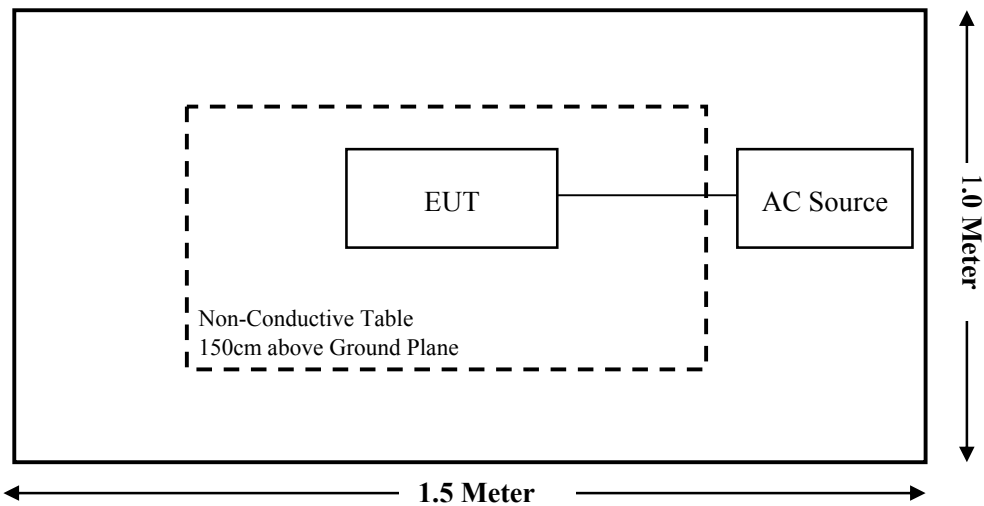 EUT
AC Source
Non-Conductive Table
150cm above Ground Plane
1.0 Meter
1.5 Meter